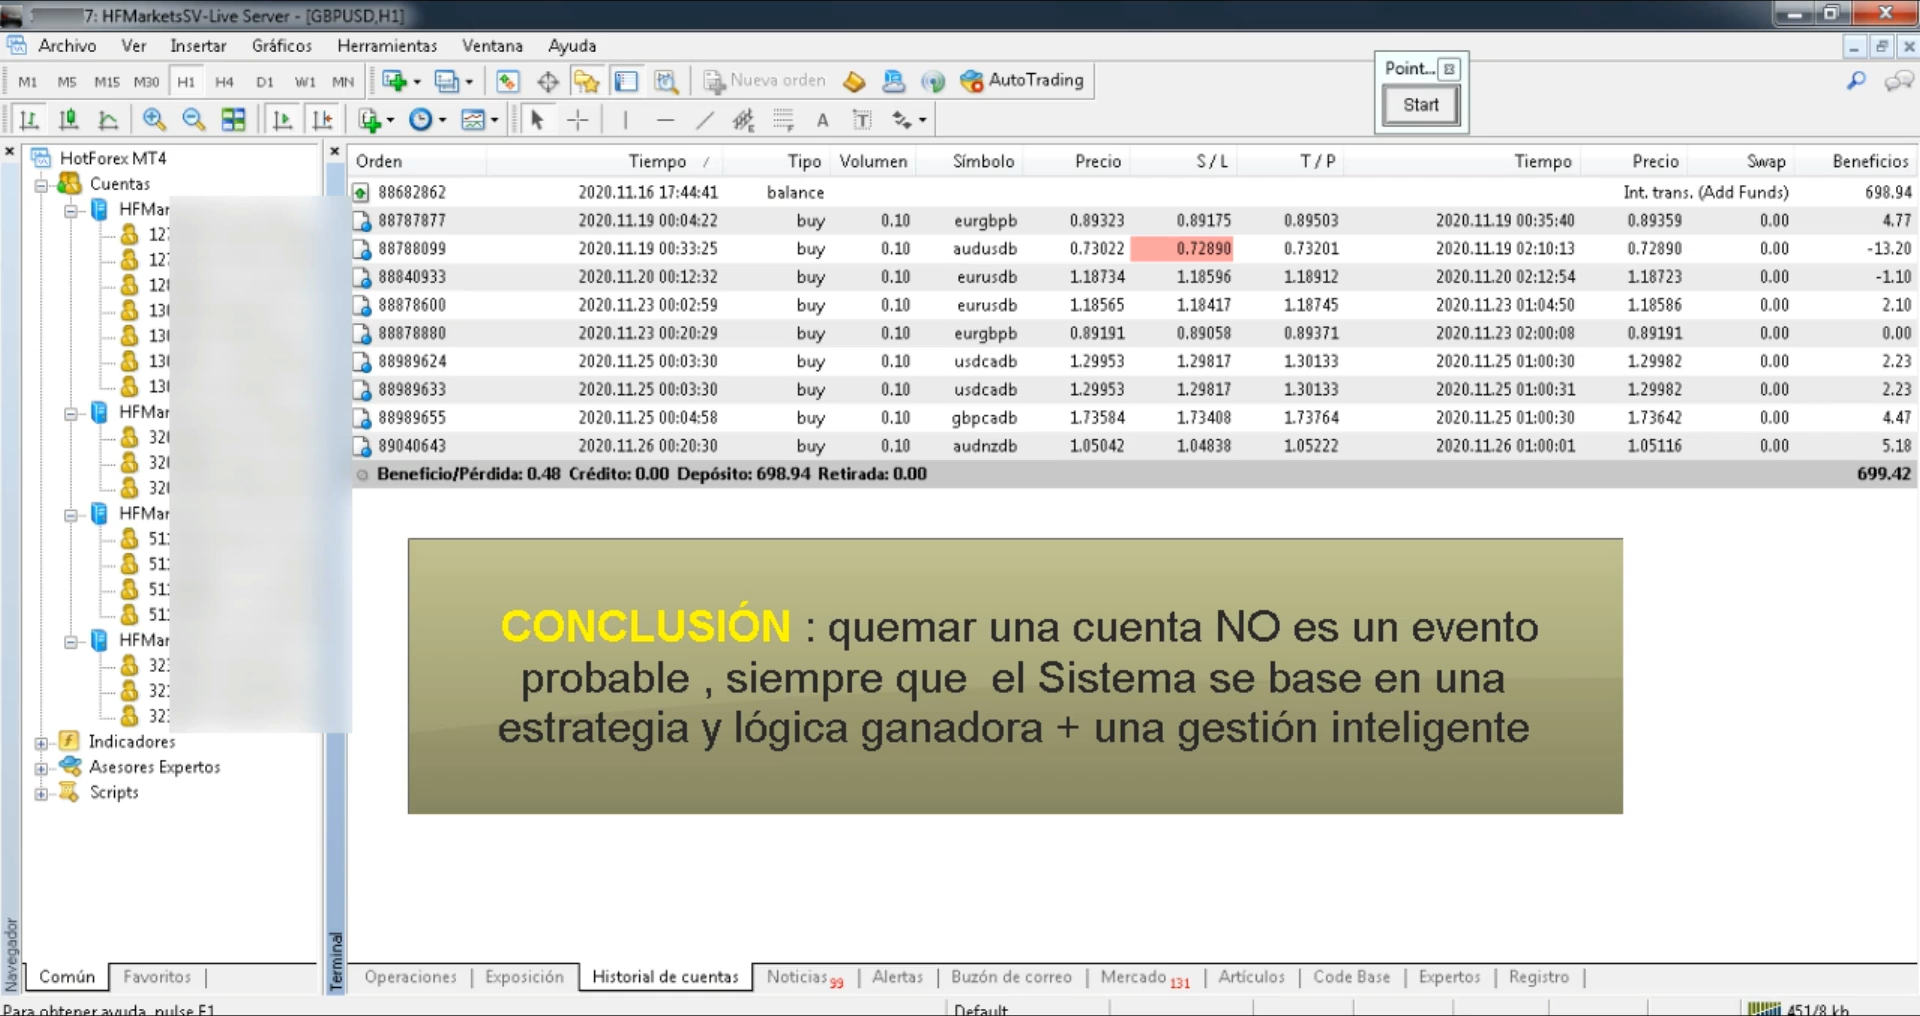 7: HFMarketsSV-Live Server - [GBPUSD,H1]
Archivo Ver Insertar Gráficos Herramientas Ventana Ayuda
M1 M5 M15 M30 H1 H4 D1 W1 MN Nueva orden AutoTrading
Point...
Start
A T
HotForex MT4
Cuentas
HFMar
12
12
12
13
13
13
13
HFMar
32
32
32
HFMar
51
51
51
51
HFMar
32
32
32
Indicadores
Asesores Expertos
Scripts
Navegador
Común Favoritos
Orden Tiempo / Tipo Volumen Símbolo Precio S / L T / P Tiempo Precio Swap Beneficios
88682862 2020.11.16 17:44:41 balance Int. trans. (Add Funds) 698.94
88787877 2020.11.19 00:04:22 buy 0.10 eurgbpb 0.89323 0.89175 0.89503 2020.11.19 00:35:40 0.89359 0.00 4.77
88788099 2020.11.19 00:33:25 buy 0.10 audusdb 0.73022 0.72890 0.73201 2020.11.19 02:10:13 0.72890 0.00 -13.20
88840933 2020.11.20 00:12:32 buy 0.10 eurusdb 1.18734 1.18596 1.18912 2020.11.20 02:12:54 1.18723 0.00 -1.10
88878600 2020.11.23 00:02:59 buy 0.10 eurusdb 1.18565 1.18417 1.18745 2020.11.23 01:04:50 1.18586 0.00 2.10
88878880 2020.11.23 00:20:29 buy 0.10 eurgbpb 0.89191 0.89058 0.89371 2020.11.23 02:00:08 0.89191 0.00 0.00
88989624 2020.11.25 00:03:30 buy 0.10 usdcadb 1.29953 1.29817 1.30133 2020.11.25 01:00:30 1.29982 0.00 2.23
88989633 2020.11.25 00:03:30 buy 0.10 usdcadb 1.29953 1.29817 1.30133 2020.11.25 01:00:31 1.29982 0.00 2.23
88989655 2020.11.25 00:04:58 buy 0.10 gbpcadb 1.73584 1.73408 1.73764 2020.11.25 01:00:30 1.73642 0.00 4.47
89040643 2020.11.26 00:20:30 buy 0.10 audnzdb 1.05042 1.04838 1.05222 2020.11.26 01:00:01 1.05116 0.00 5.18
Beneficio/Pérdida: 0.48 Crédito: 0.00 Depósito: 698.94 Retirada: 0.00 699.42
CONCLUSIÓN : quemar una cuenta NO es un evento
probable , siempre que el Sistema se base en una
estrategia y lógica ganadora + una gestión inteligente
Terminal
Operaciones Exposición Historial de cuentas Noticias 99 Alertas Buzón de correo Mercado 131 Artículos Code Base Expertos Registro
Para obtener ayuda, pulse F1 Default 451/8 kb